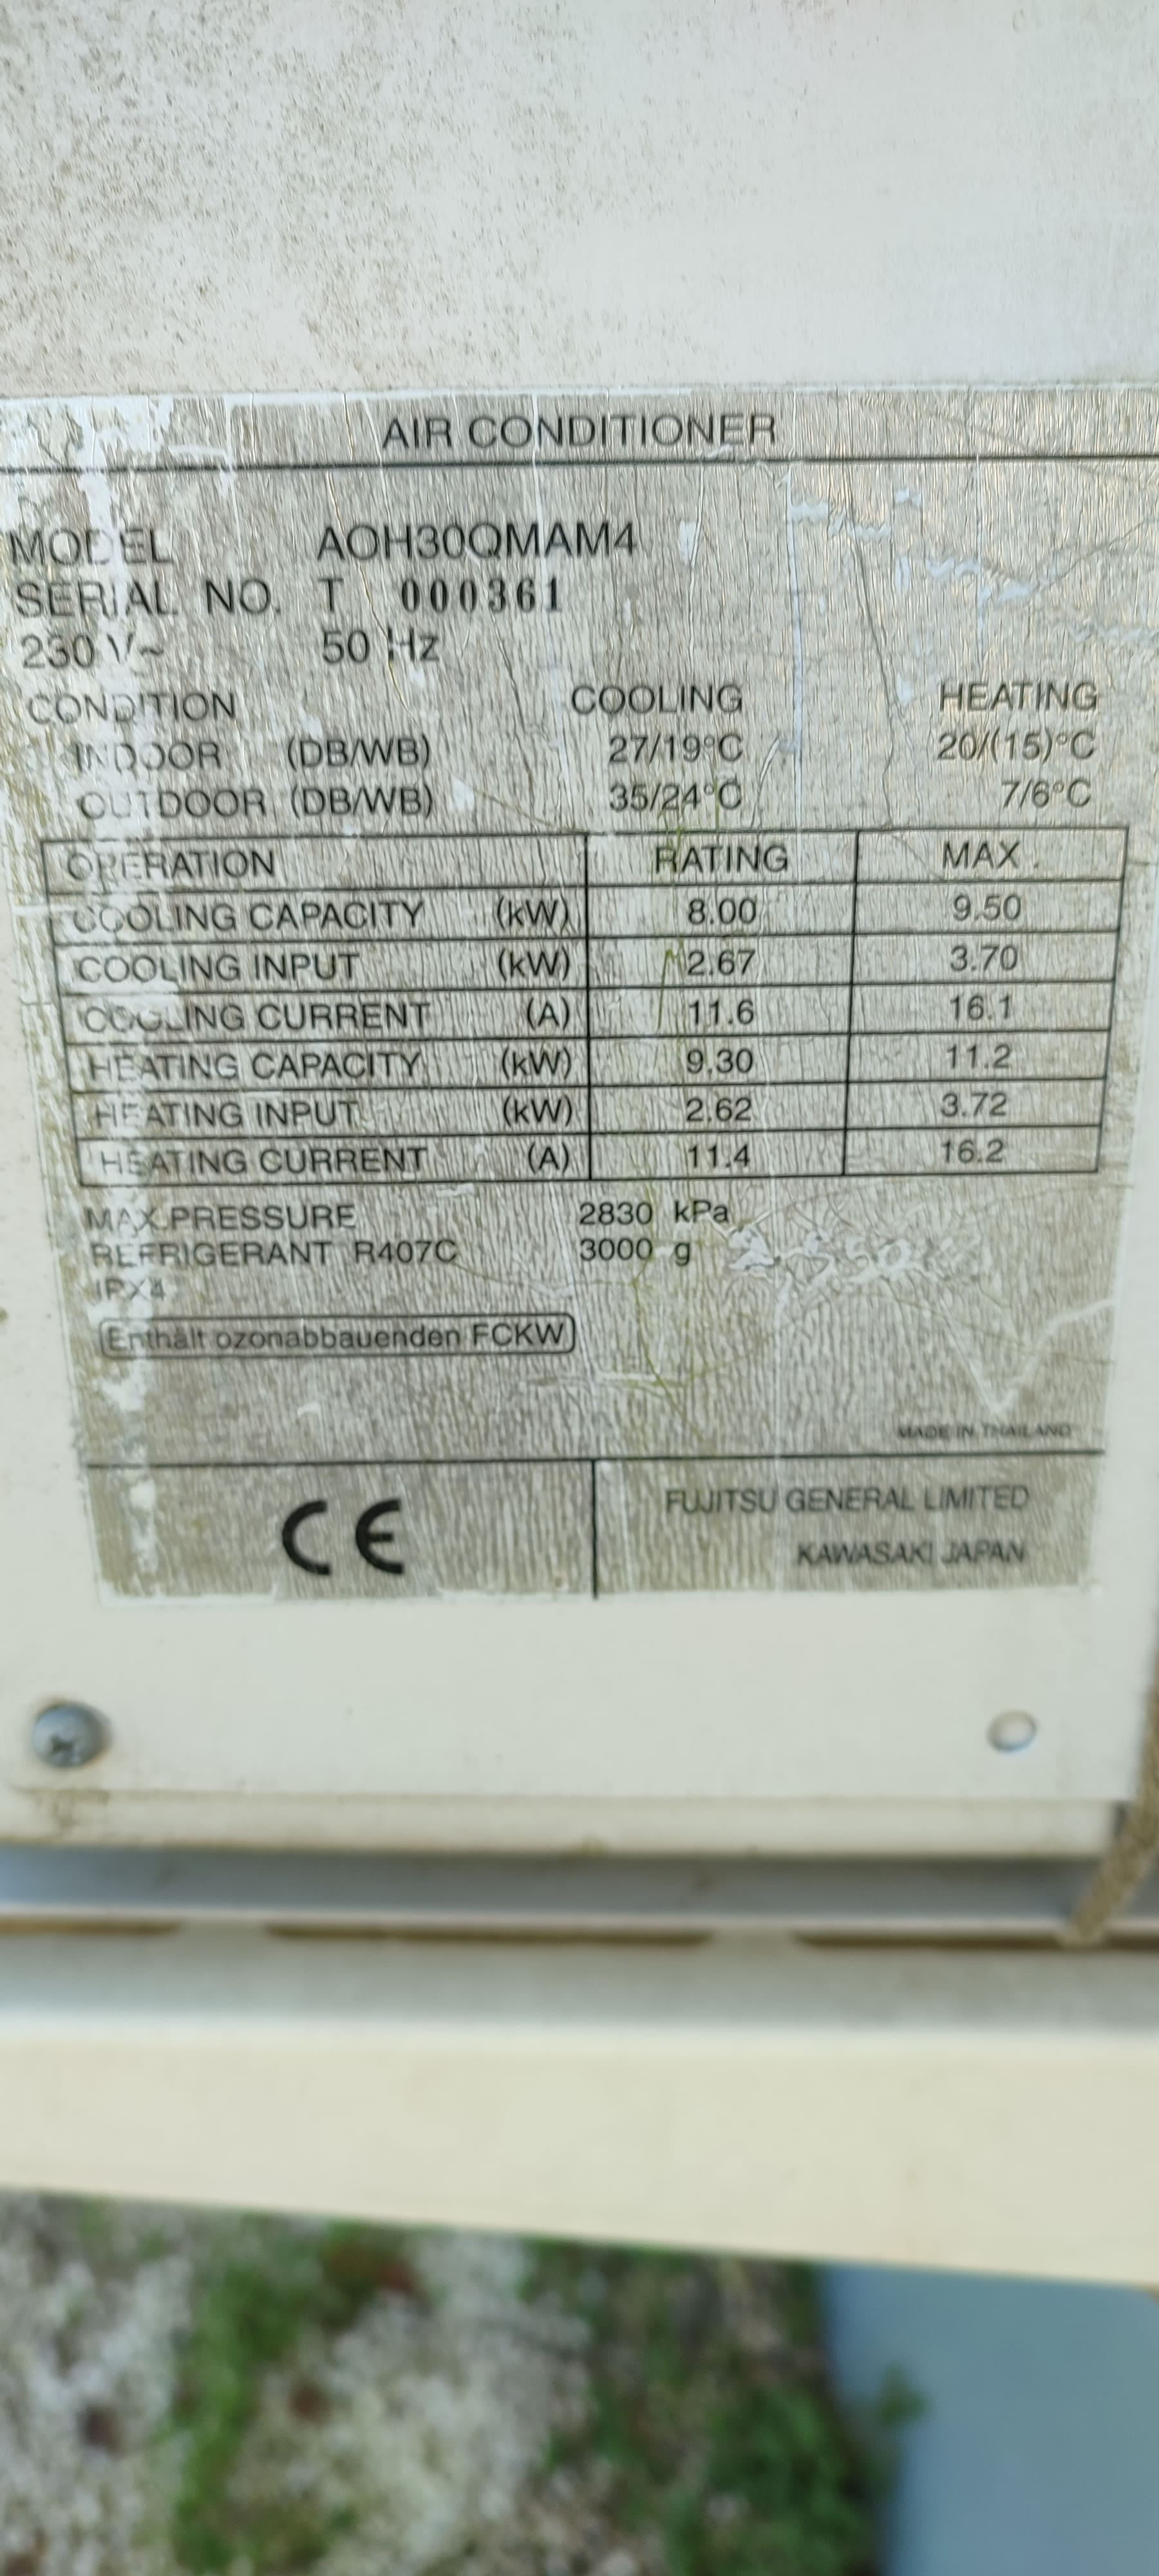 AIR CONDITIONER
MODEL AOH30QMAM4
SERIAL NO. T 000361
230 V~ 50 Hz
CONDITION COOLING HEATING
INDOOR (DB/WB) 27/19°C 20/(15)°C
OUTDOOR (DB/WB) 35/24°C 7/6°C
OPERATION RATING MAX.
COOLING CAPACITY (kW) 8.00 9.50
COOLING INPUT (kW) 2.67 3.70
COOLING CURRENT (A) 11.6 16.1
HEATING CAPACITY (kW) 9.30 11.2
HEATING INPUT (kW) 2.62 3.72
HEATING CURRENT (A) 11.4 16.2
MAX.PRESSURE 2830 kPa
REFRIGERANT R407C 3000 g
IPX4
Enthält ozonabbauenden FCKW
MADE IN THAILAND
CE
FUJITSU GENERAL LIMITED
KAWASAKI JAPAN